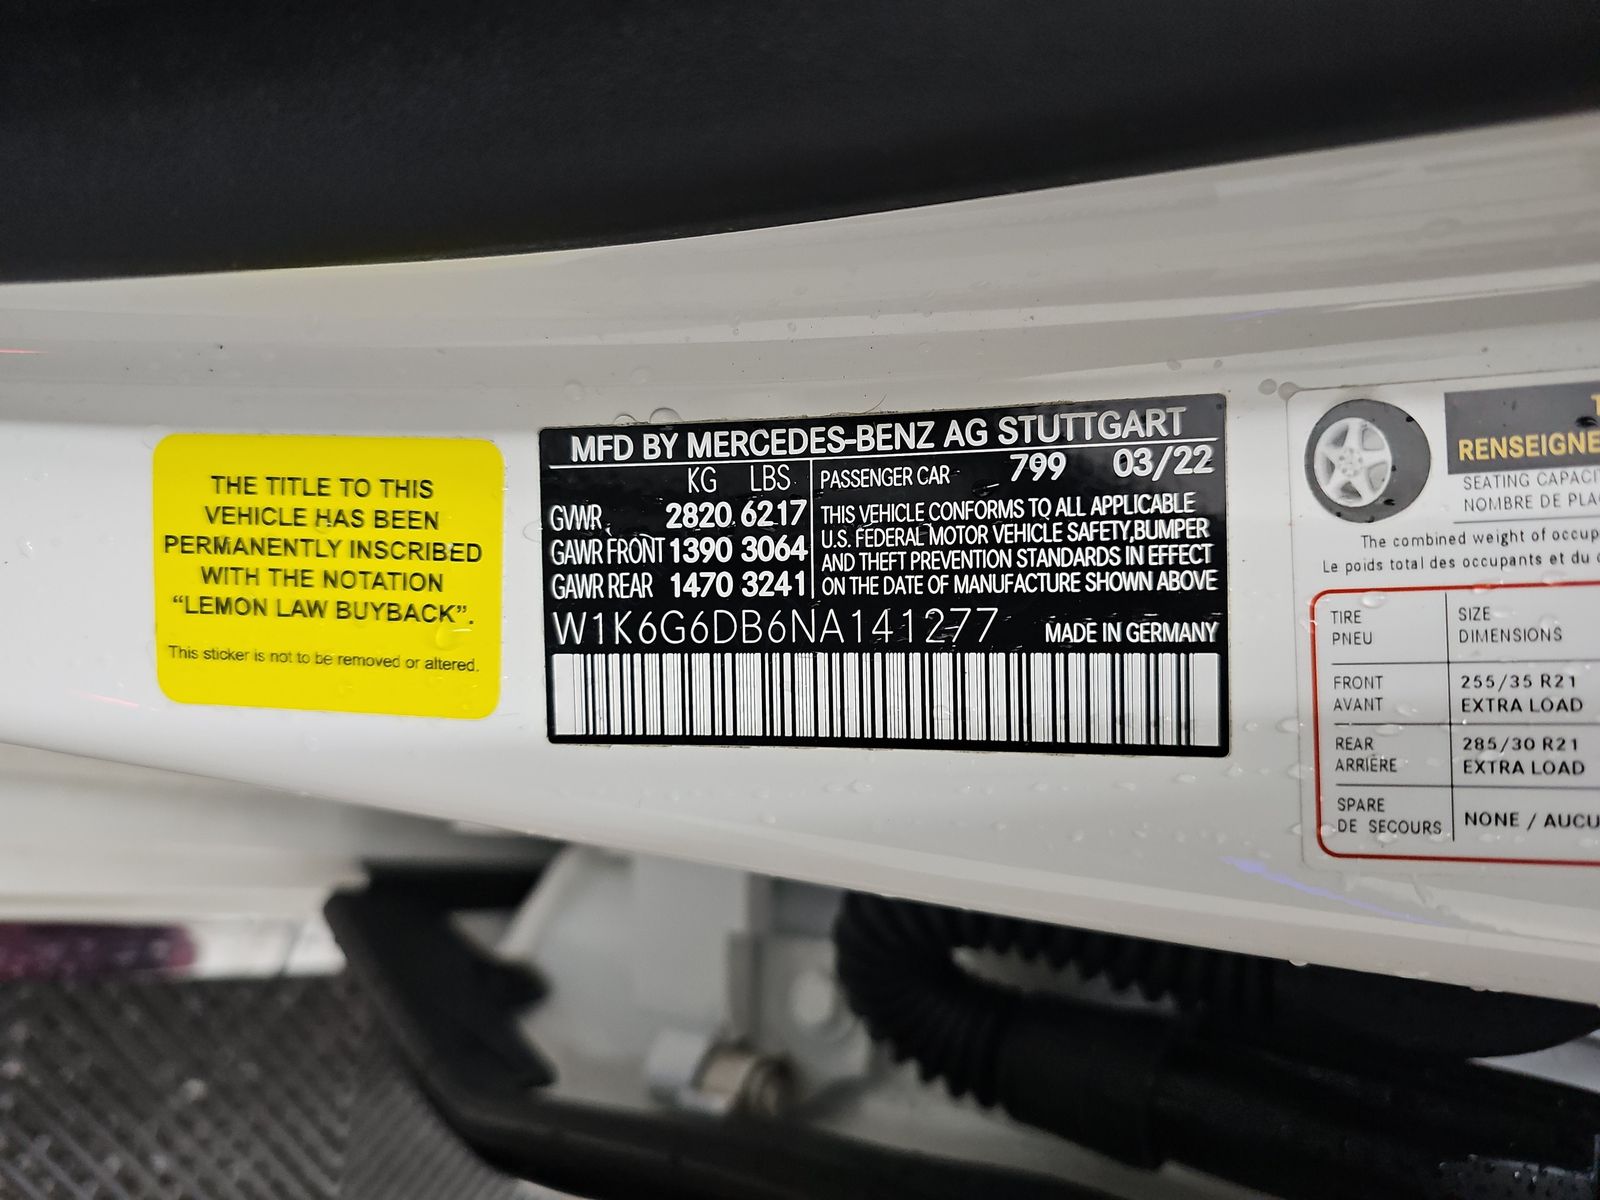 THE TITLE TO THIS
VEHICLE HAS BEEN
PERMANENTLY INSCRIBED
WITH THE NOTATION
“LEMON LAW BUYBACK”.
This sticker is not to be removed or altered.
MFD BY MERCEDES-BENZ AG STUTTGART
KG LBS
GVWR 2820 6217
GAWR FRONT 1390 3064
GAWR REAR 1470 3241
PASSENGER CAR 799 03/22
THIS VEHICLE CONFORMS TO ALL APPLICABLE
U.S. FEDERAL MOTOR VEHICLE SAFETY,BUMPER
AND THEFT PREVENTION STANDARDS IN EFFECT
ON THE DATE OF MANUFACTURE SHOWN ABOVE
W1K6G6DB6NA141277 MADE IN GERMANY
RENSEIGNE
SEATING CAPACI
NOMBRE DE PLA
The combined weight of occup
Le poids total des occupants et du
TIRE SIZE
PNEU DIMENSIONS
FRONT 255/35 R21
AVANT EXTRA LOAD
REAR 285/30 R21
ARRIÈRE EXTRA LOAD
SPARE
DE SECOURS NONE / AUCU